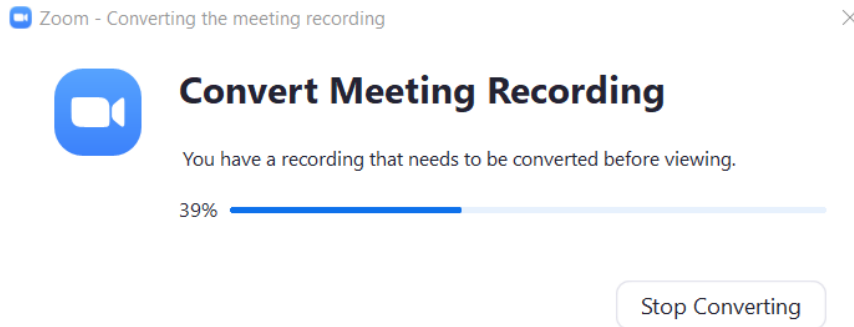 Zoom - Converting the meeting recording
Convert Meeting Recording
You have a recording that needs to be converted before viewing.
39%
Stop Converting